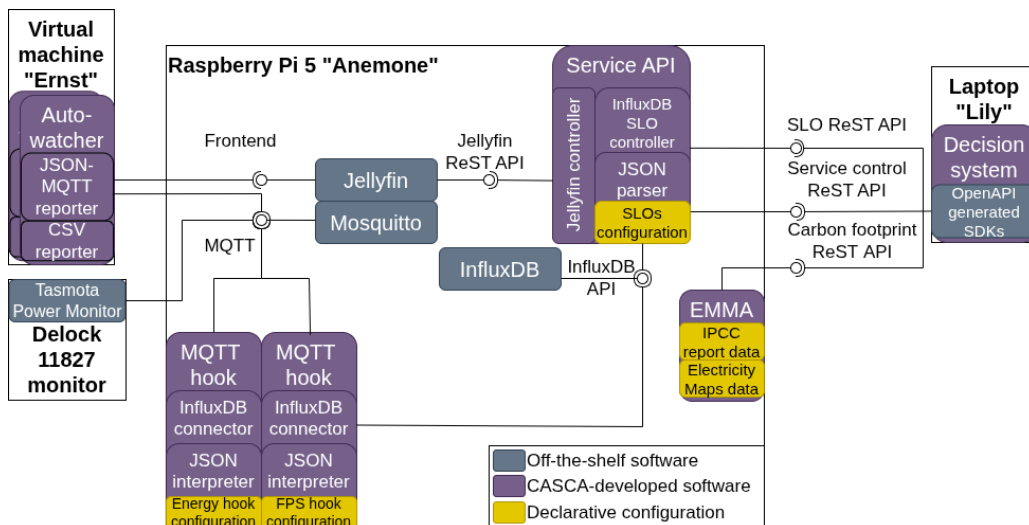 Virtual
machine
"Ernst"
Auto-
watcher
JSON-
MQTT
reporter
CSV
reporter
Tasmota
Power Monitor
Delock
11827
monitor
Raspberry Pi 5 "Anemone"
Frontend
Jellyfin
Mosquitto
MQTT
Jellyfin
ReST API
InfluxDB
InfluxDB
API
Service API
Jellyfin controller
InfluxDB
SLO
controller
JSON
parser
SLOs
configuration
MQTT
hook
InfluxDB
connector
JSON
interpreter
Energy hook
configuration
MQTT
hook
InfluxDB
connector
JSON
interpreter
FPS hook
configuration
SLO ReST API
Service control
ReST API
Carbon footprint
ReST API
EMMA
IPCC
report data
Electricity
Maps data
Laptop
"Lily"
Decision
system
OpenAPI
generated
SDKs
Off-the-shelf software
CASCA-developed software
Declarative configuration